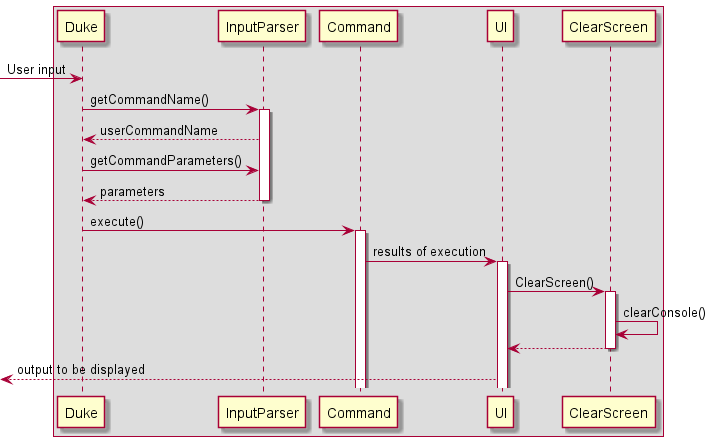 Duke
InputParser
Command
UI
ClearScreen
User input
getCommandName()
userCommandName
getCommandParameters()
parameters
execute()
results of execution
ClearScreen()
clearConsole()
output to be displayed
Duke
InputParser
Command
UI
ClearScreen